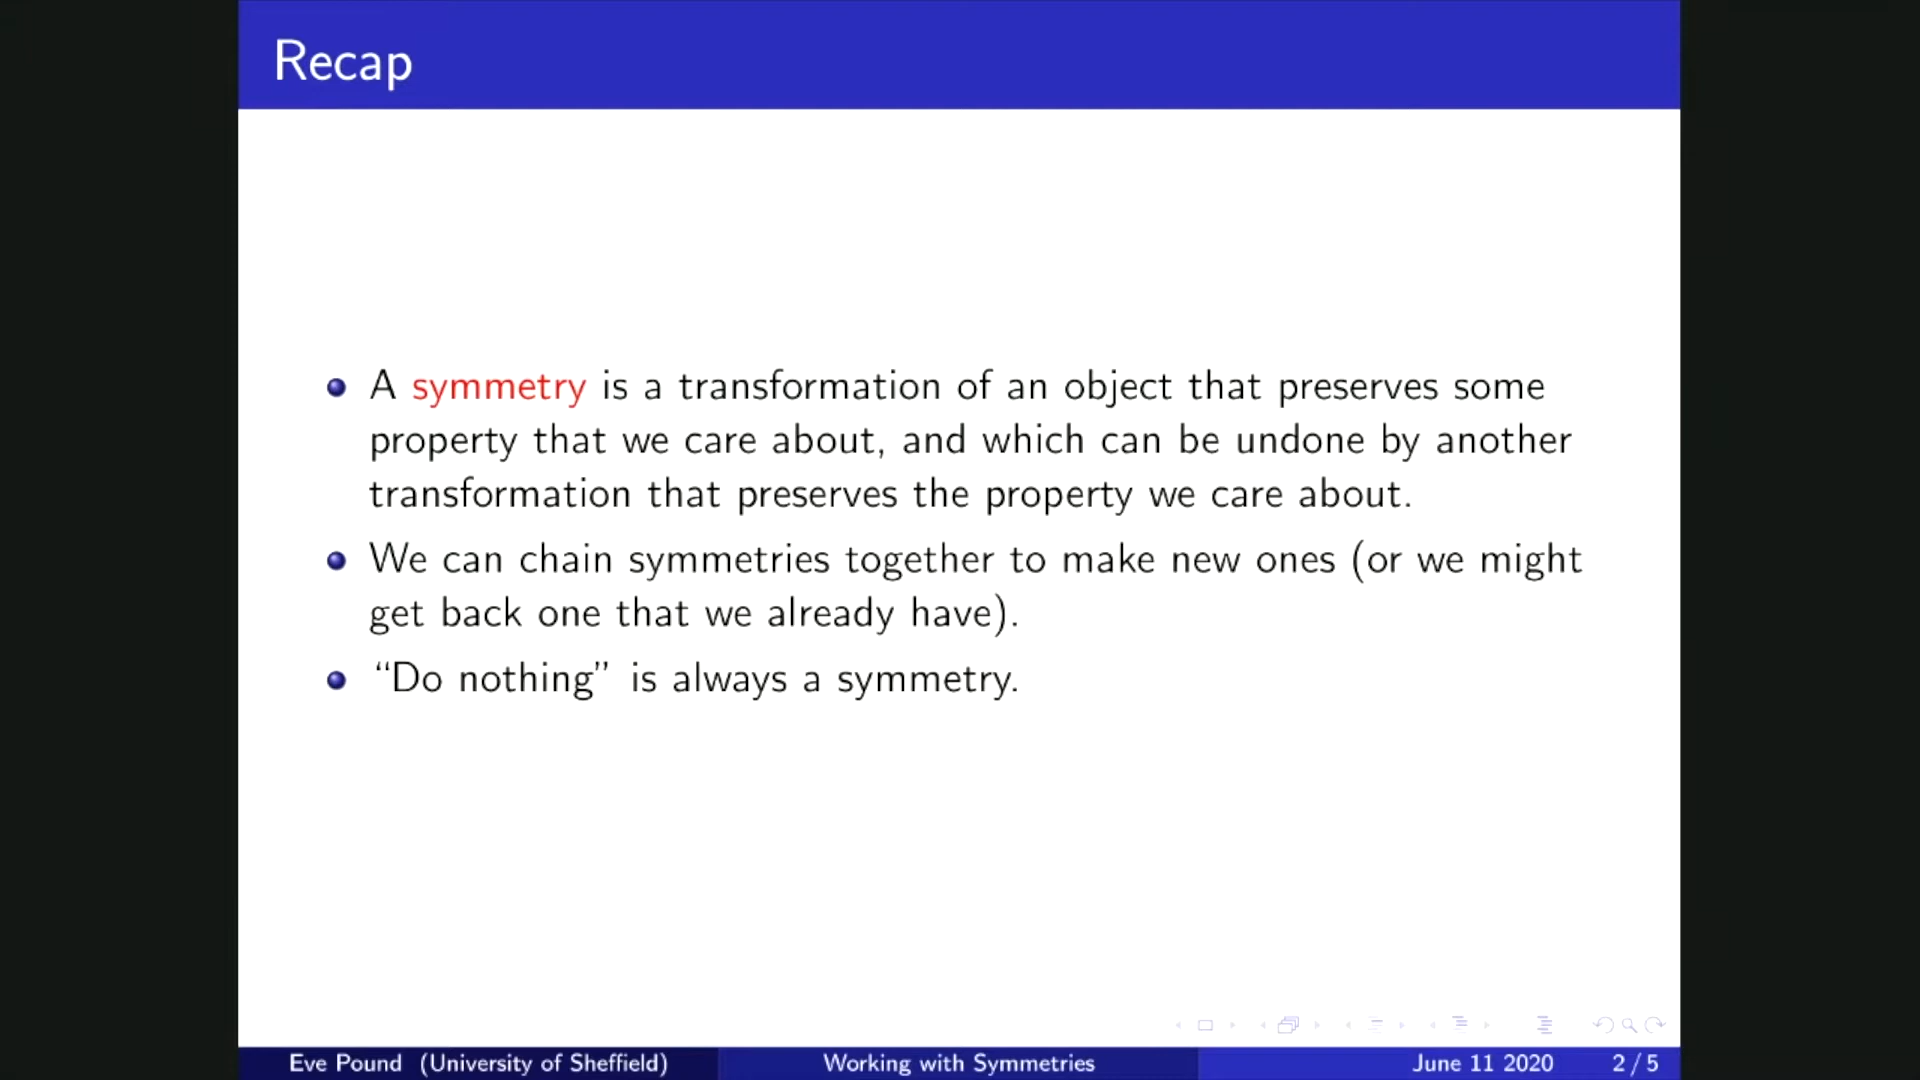 Recap
A symmetry is a transformation of an object that preserves some
property that we care about, and which can be undone by another
transformation that preserves the property we care about.
We can chain symmetries together to make new ones (or we might
get back one that we already have).
“Do nothing” is always a symmetry.
Eve Pound (University of Sheffield) Working with Symmetries June 11 2020 2 / 5